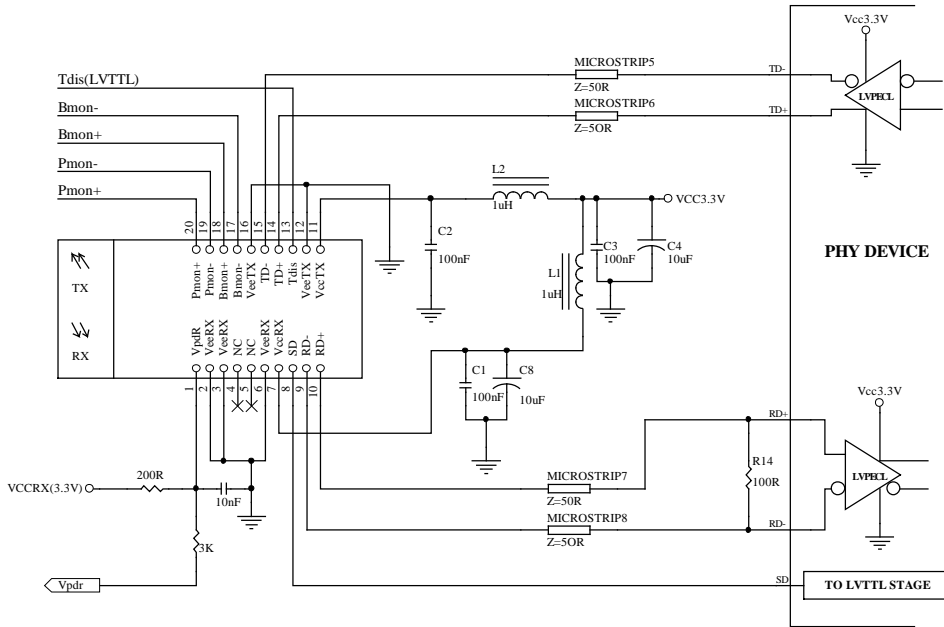 Vcc3.3V
MICROSTRIP5
TD-
Tdis(LVTTL)
Z=50R
LVPECL
Bmon-
MICROSTRIP6
TD+
Z=5OR
Bmon+
Pmon-
L2
Pmon+
1uH
VCC3.3V
20
19
18
17
16
15
14
13
12
11
C2
100nF
C3
100nF
C4
10uF
PHY DEVICE
TX
Pmon+
Pmon-
Bmon+
Bmon-
VeeTX
TD-
TD+
Tdis
VeeTX
VccTX
L1
1uH
RX
VpdR
VeeRX
VeeRX
NC
NC
VeeRX
VccRX
SD
RD-
RD+
1
2
3
4
5
6
7
8
9
10
C1
100nF
C8
10uF
Vcc3.3V
RD+
200R
MICROSTRIP7
R14
100R
LVPECL
VCCRX(3.3V)
10nF
Z=50R
MICROSTRIP8
RD-
Z=5OR
3K
Vpdr
SD
TO LVTTL STAGE